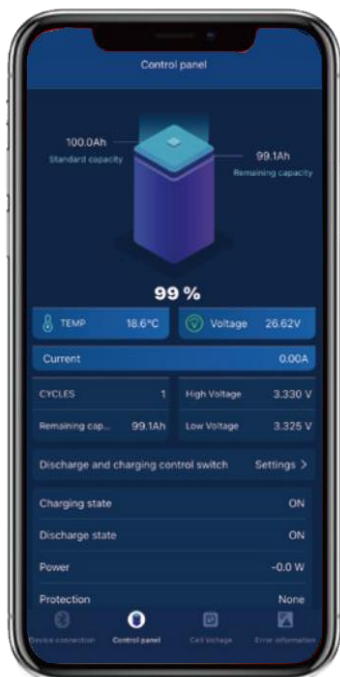 Control panel
100.0Ah
Standard capacity
99.1Ah
Remaining capacity
99 %
TEMP 18.6°C Voltage 26.62V
Current 0.00A
CYCLES 1 High Voltage 3.330 V
Remaining cap... 99.1Ah Low Voltage 3.325 V
Discharge and charging control switch Settings >
Charging state ON
Discharge state ON
Power -0.0 W
Protection None
Device connection Control panel Cell Voltage Error information